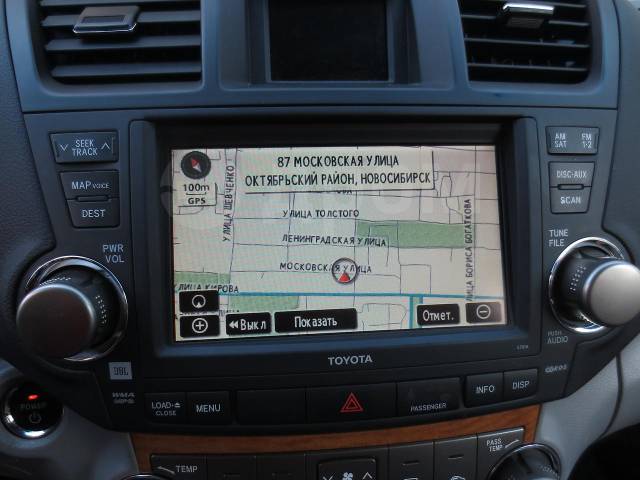 SEEK
TRACK
MAP VOICE
DEST
PWR
VOL
JBL
POWER
100m
GPS
87 МОСКОВСКАЯ УЛИЦА
ОКТЯБРЬСКИЙ РАЙОН, НОВОСИБИРСК
УЛИЦА ШЕВЧЕНКО
УЛИЦА ТОЛСТОГО
ЛЕНИНГРАДСКАЯ УЛИЦА
МОСКОВСКАЯ УЛИЦА
УЛИЦА КИРОВА
УЛИЦА БОРИСА БОГАТКОВА
Выкл
Показать
Отмет.
AM
SAT
FM
1·2
DISC·AUX
SCAN
TUNE
FILE
PUSH
AUDIO
TOYOTA
LOAD
CLOSE
MENU
PASSENGER
INFO
DISP
TEMP
PASS TEMP